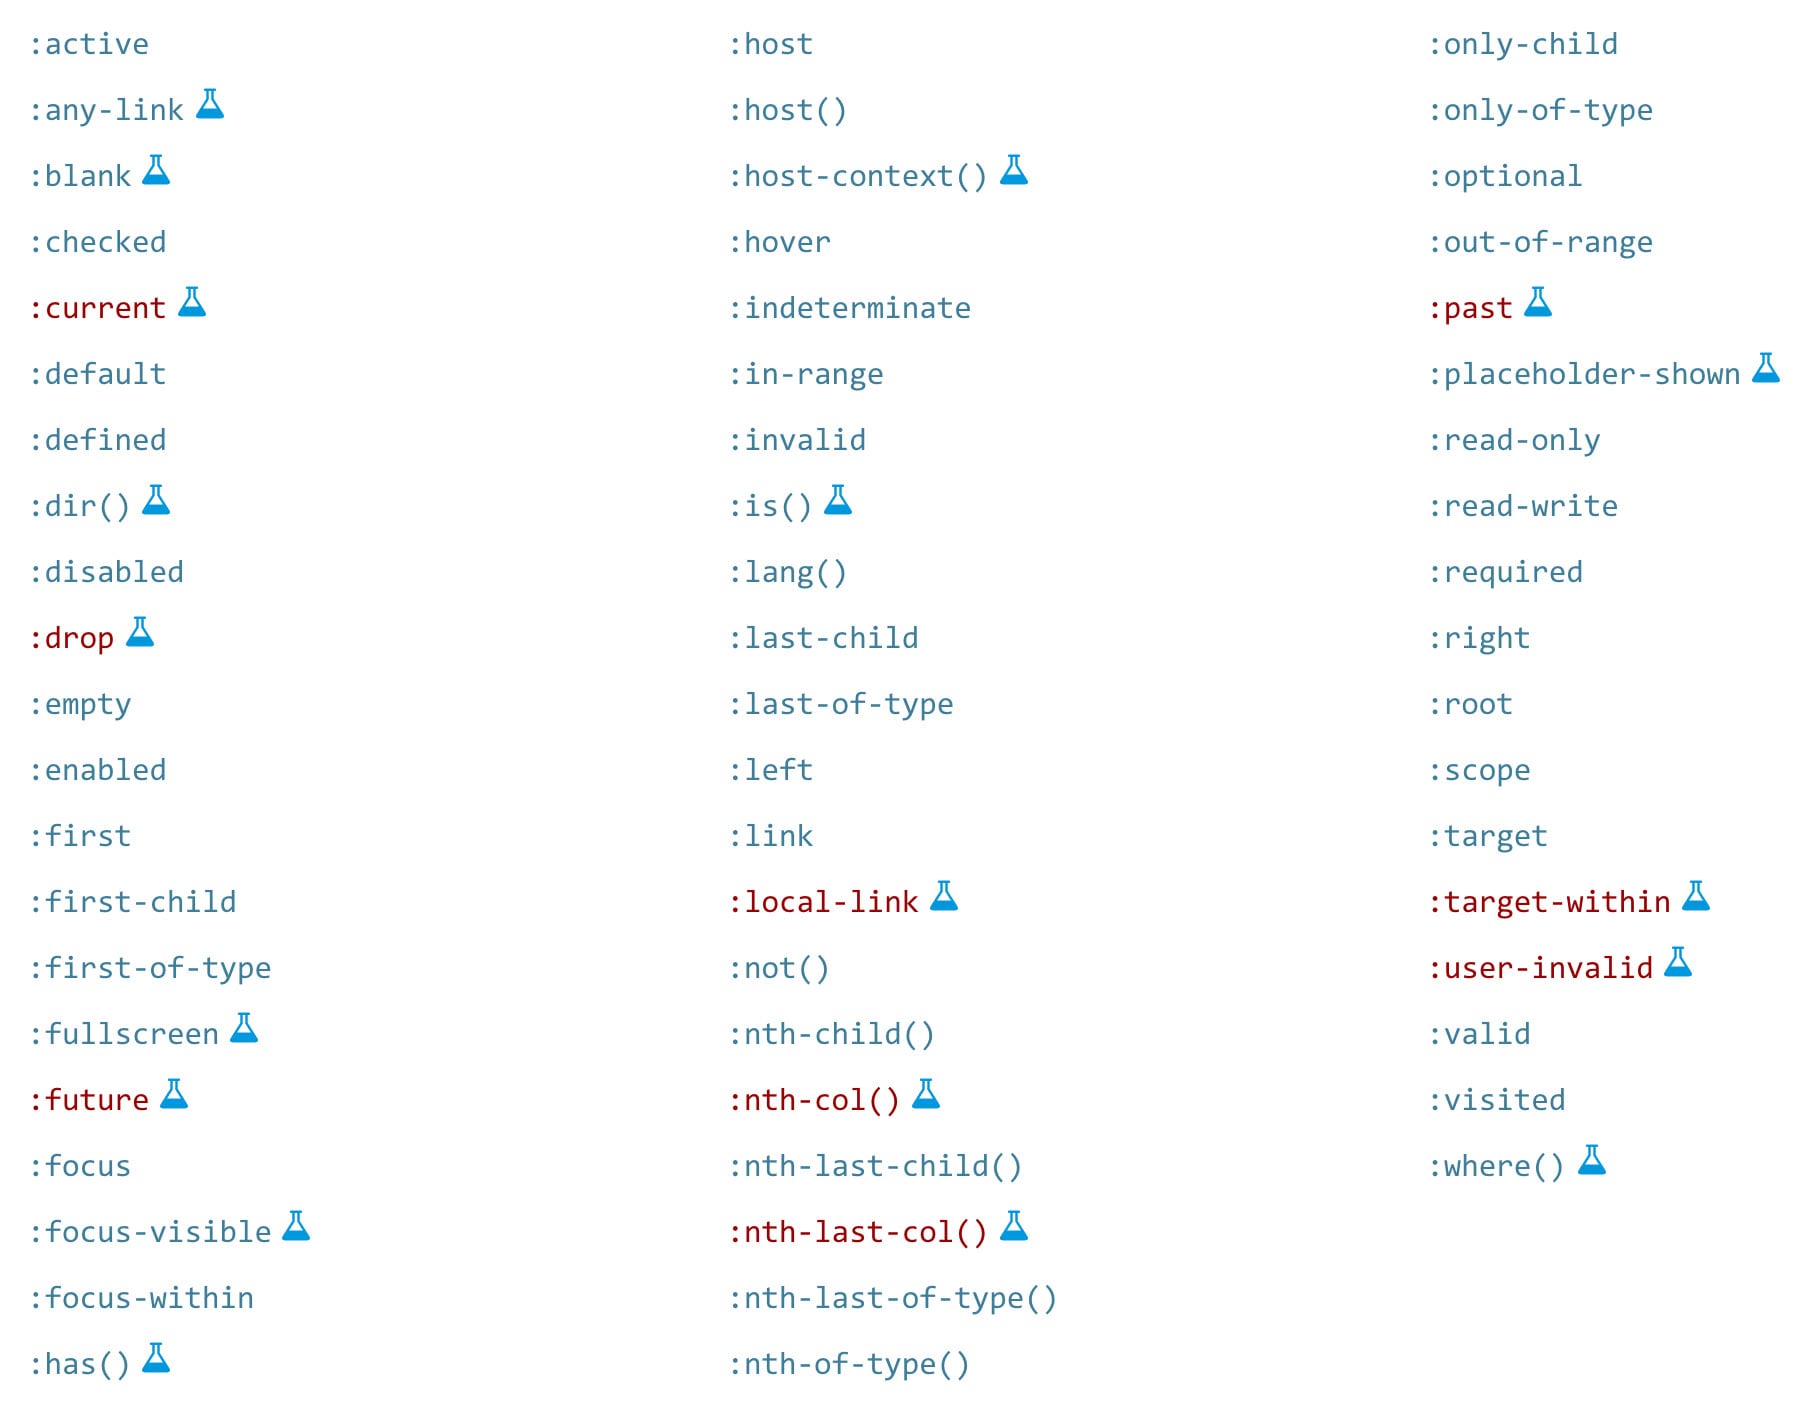 :active
:any-link
:blank
:checked
:current
:default
:defined
:dir()
:disabled
:drop
:empty
:enabled
:first
:first-child
:first-of-type
:fullscreen
:future
:focus
:focus-visible
:focus-within
:has()
:host
:host()
:host-context()
:hover
:indeterminate
:in-range
:invalid
:is()
:lang()
:last-child
:last-of-type
:left
:link
:local-link
:not()
:nth-child()
:nth-col()
:nth-last-child()
:nth-last-col()
:nth-last-of-type()
:nth-of-type()
:only-child
:only-of-type
:optional
:out-of-range
:past
:placeholder-shown
:read-only
:read-write
:required
:right
:root
:scope
:target
:target-within
:user-invalid
:valid
:visited
:where()